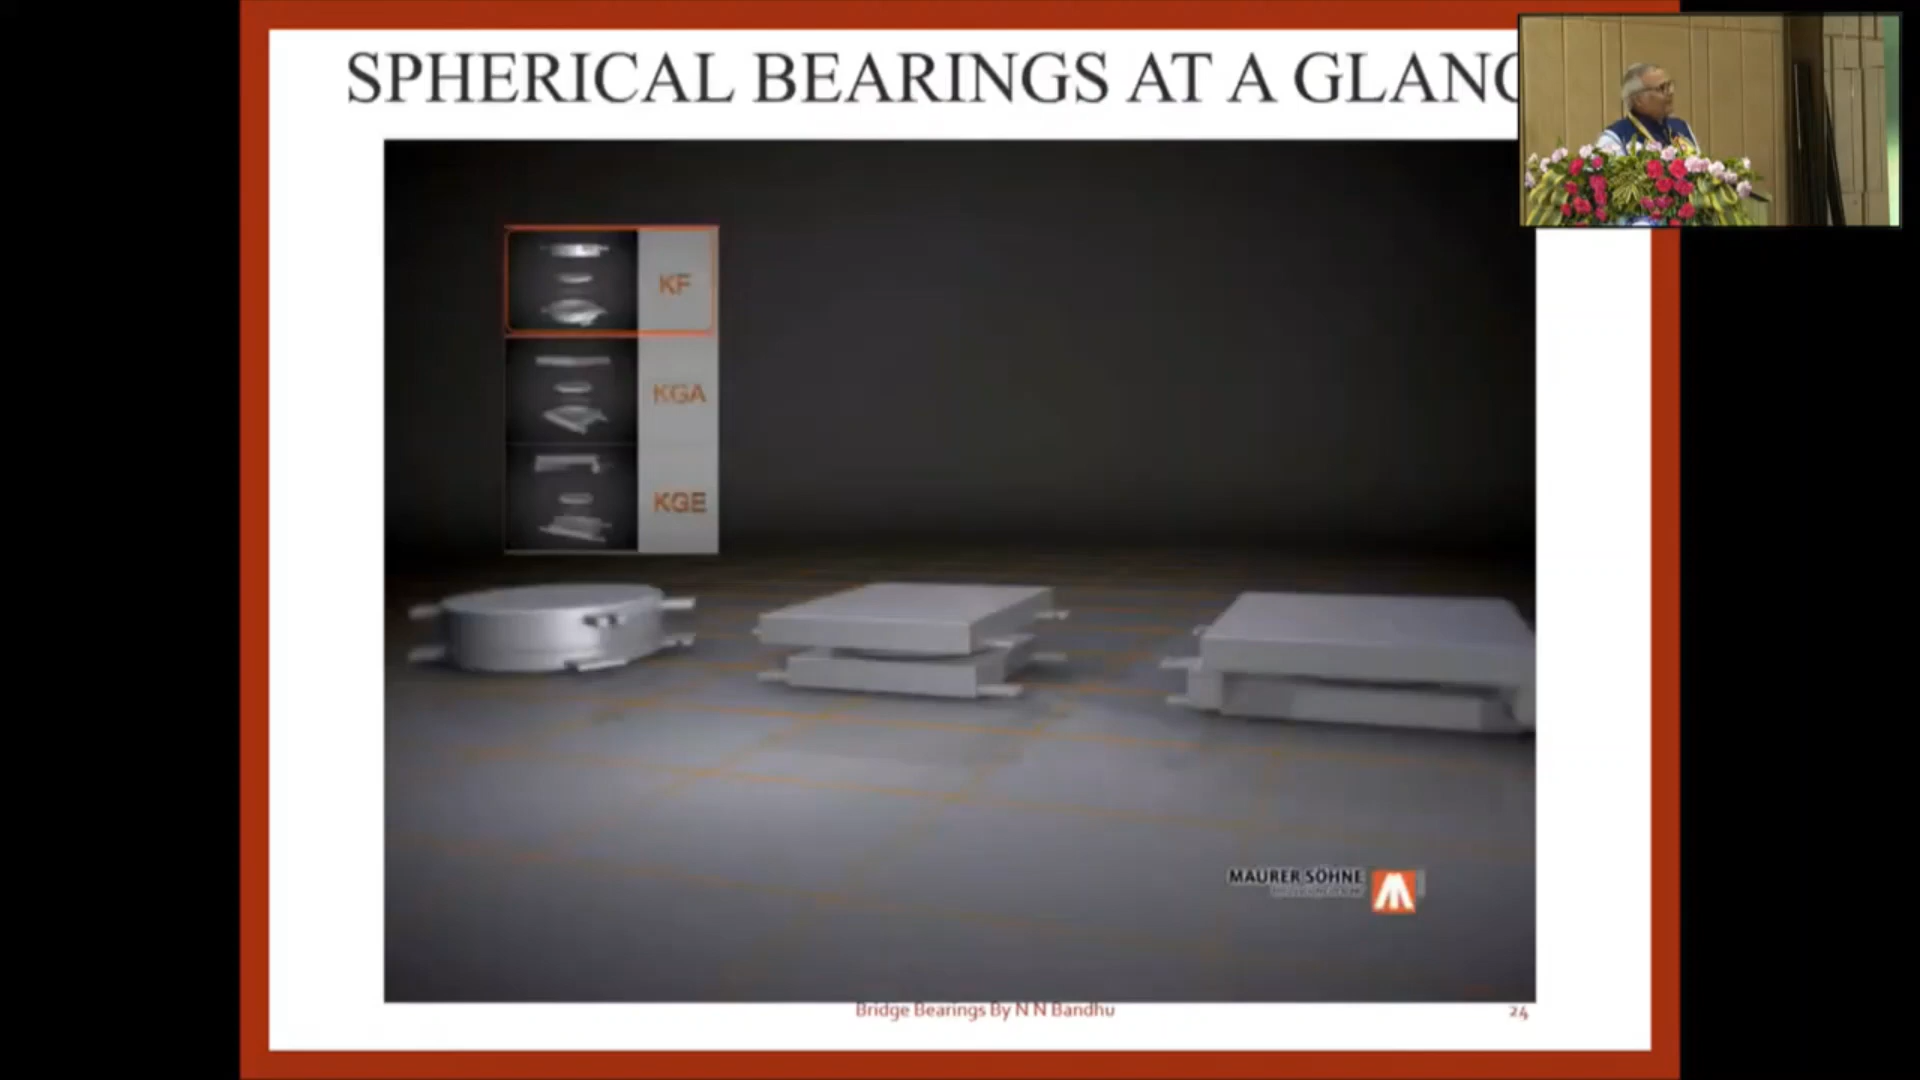 SPHERICAL BEARINGS AT A GLANC
KF
KGA
KGE
MAURER SÖHNE
Bridge Bearings By N N Bandhu
24